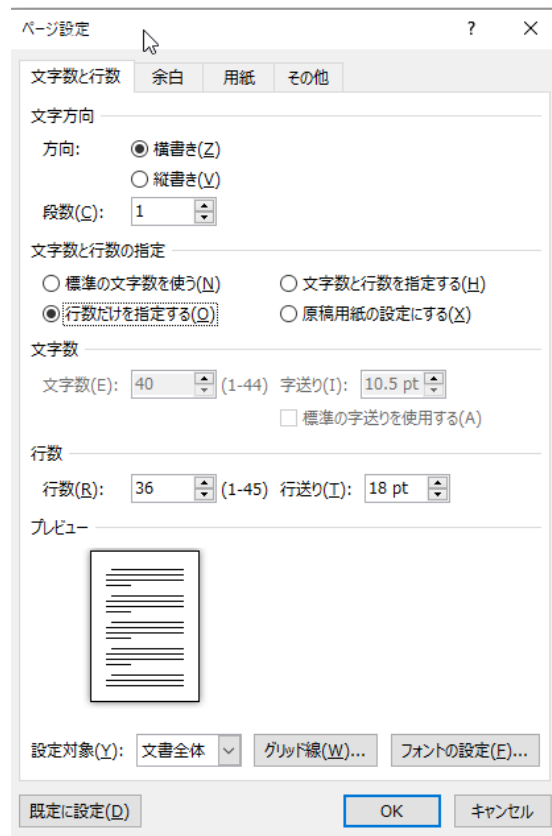 ページ設定 ?
文字数と行数 余白 用紙 その他
文字方向
方向: 横書き(Z)
縦書き(V)
段数(C): 1
文字数と行数の指定
標準の文字数を使う(N) 文字数と行数を指定する(H)
行数だけを指定する(O) 原稿用紙の設定にする(X)
文字数
文字数(E): 40 (1-44) 字送り(I): 10.5 pt
標準の字送りを使用する(A)
行数
行数(R): 36 (1-45) 行送り(T): 18 pt
プレビュー
設定対象(Y): 文書全体 グリッド線(W)... フォントの設定(F)...
既定に設定(D) OK キャンセル